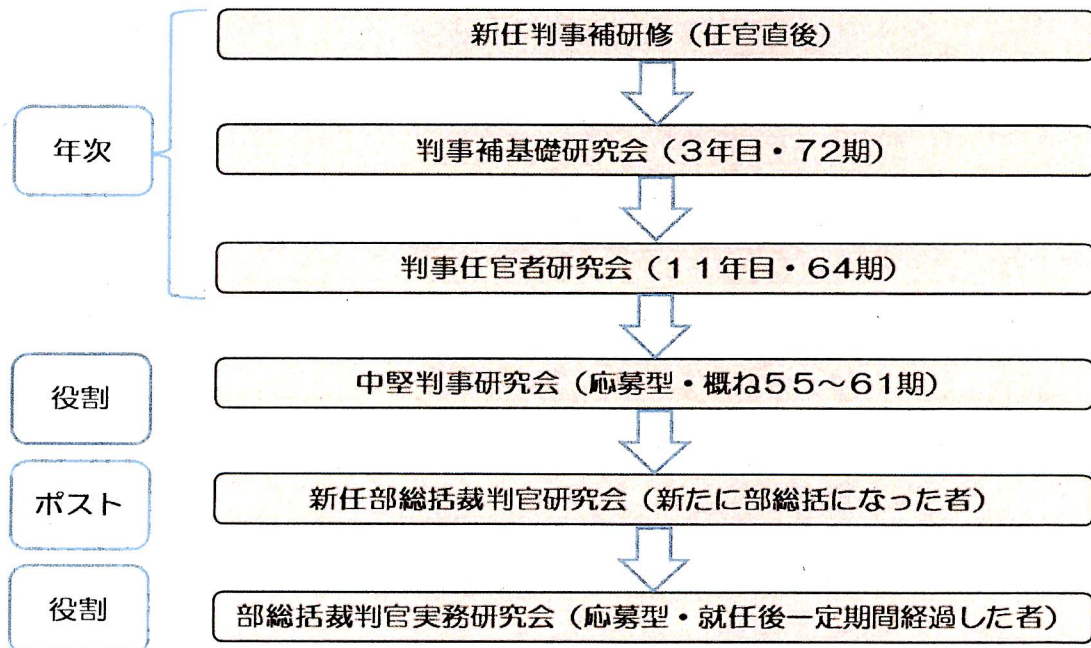 新任判事補研修（任官直後）
年次
判事補基礎研究会（３年目・７２期）
判事任官者研究会（１１年目・６４期）
役割
中堅判事研究会（応募型・概ね５５～６１期）
ポスト
新任部総括裁判官研究会（新たに部総括になった者）
役割
部総括裁判官実務研究会（応募型・就任後一定期間経過した者）